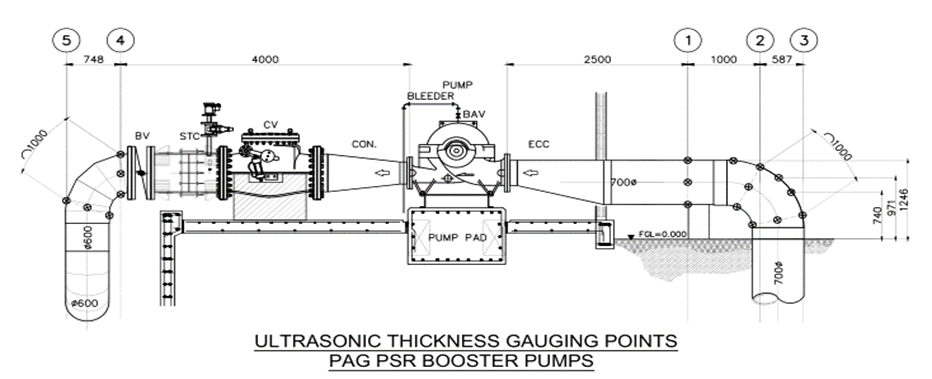 5 4 1 2 3
748 4000 2500 1000 587
PUMP
BLEEDER
BAV
BV STC CV CON. ECC
1000 1000
700ø
740 971 1246
FGL=0.000
PUMP PAD
ø600
ø600
700ø
ULTRASONIC THICKNESS GAUGING POINTS
PAG PSR BOOSTER PUMPS